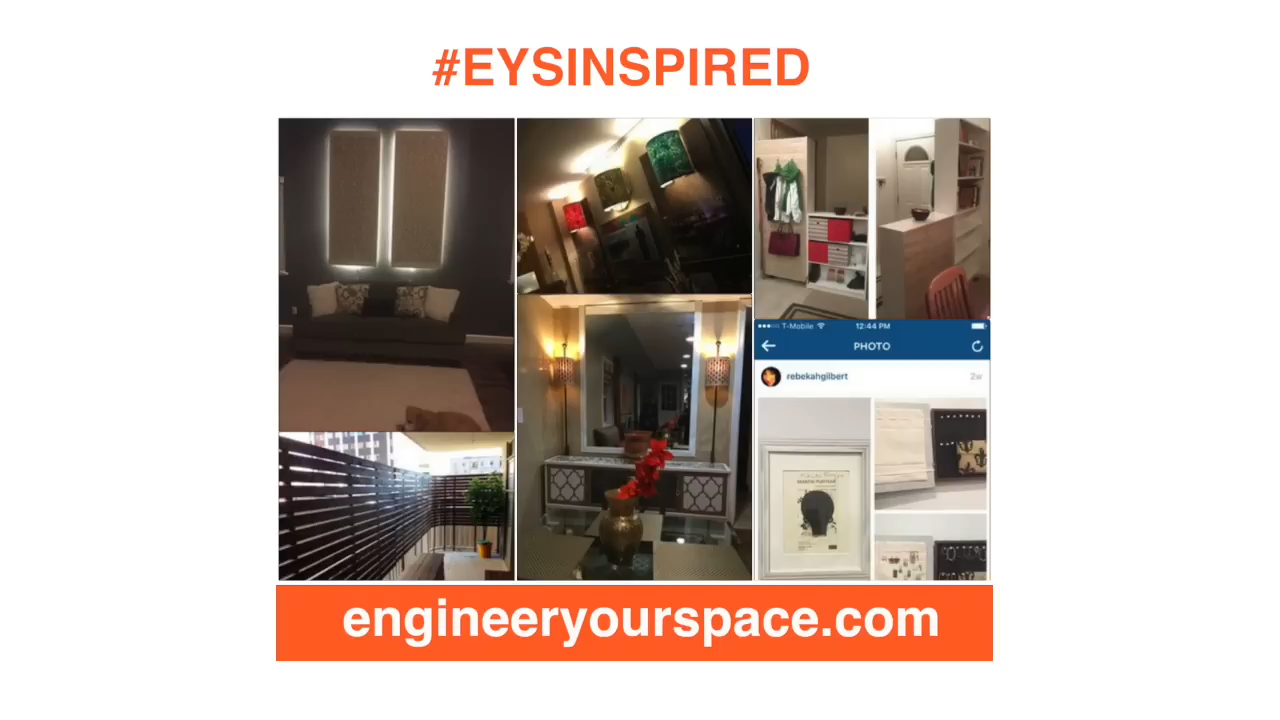 #EYSINSPIRED
T-Mobile
12:44 PM
PHOTO
rebekahgilbert
2w
engineeryourspace.com